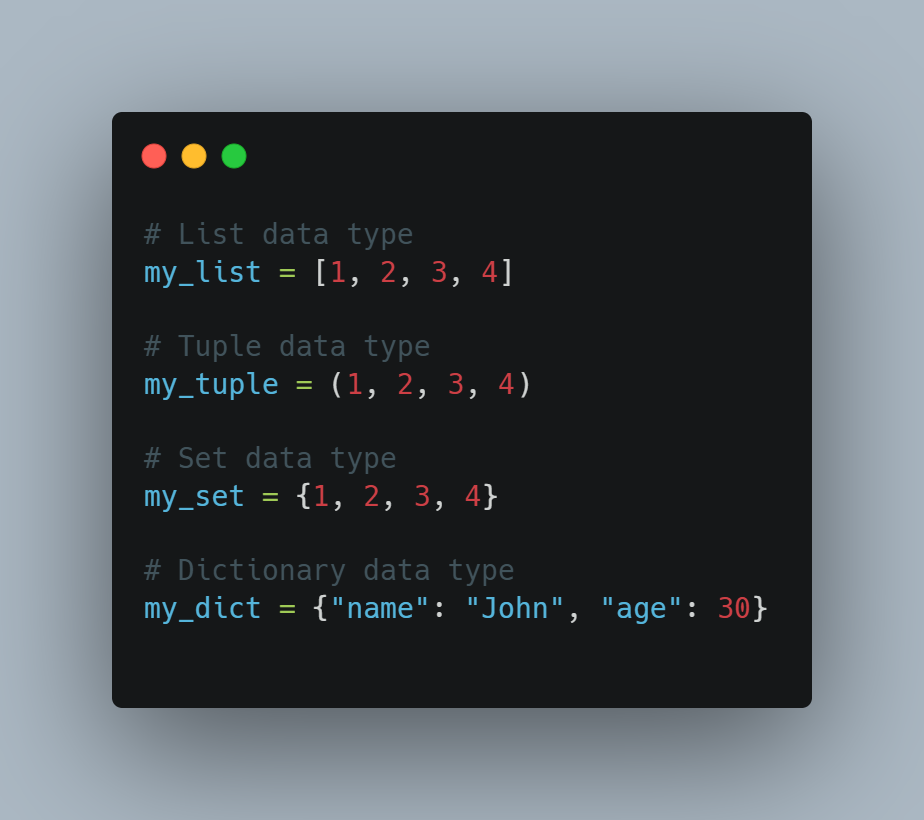 # List data type
my_list = [1, 2, 3, 4]
# Tuple data type
my_tuple = (1, 2, 3, 4)
# Set data type
my_set = {1, 2, 3, 4}
# Dictionary data type
my_dict = {"name": "John", "age": 30}